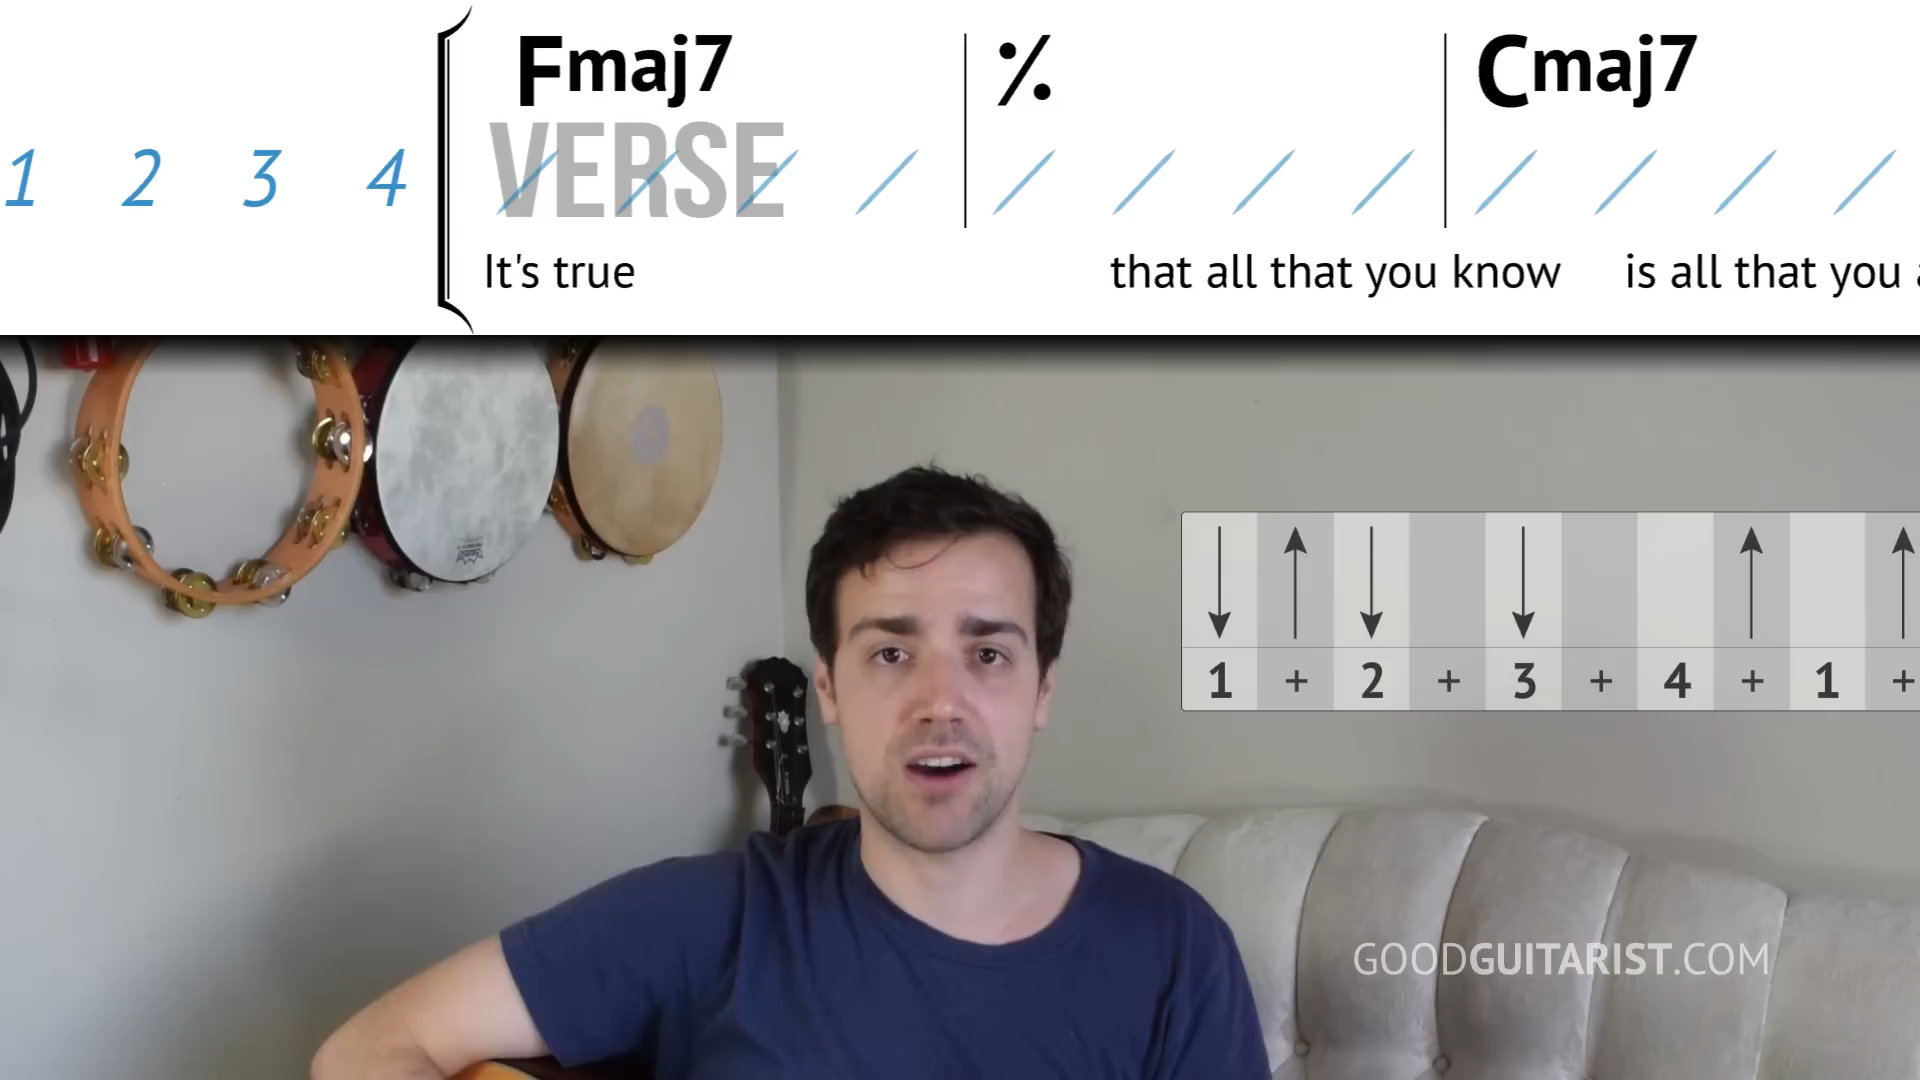 Fmaj7 % Cmaj7
VERSE
1 2 3 4 / / / / / / / / / / / /
It's true that all that you know is all that you
1 + 2 + 3 + 4 + 1 +
GOODGUITARIST.COM